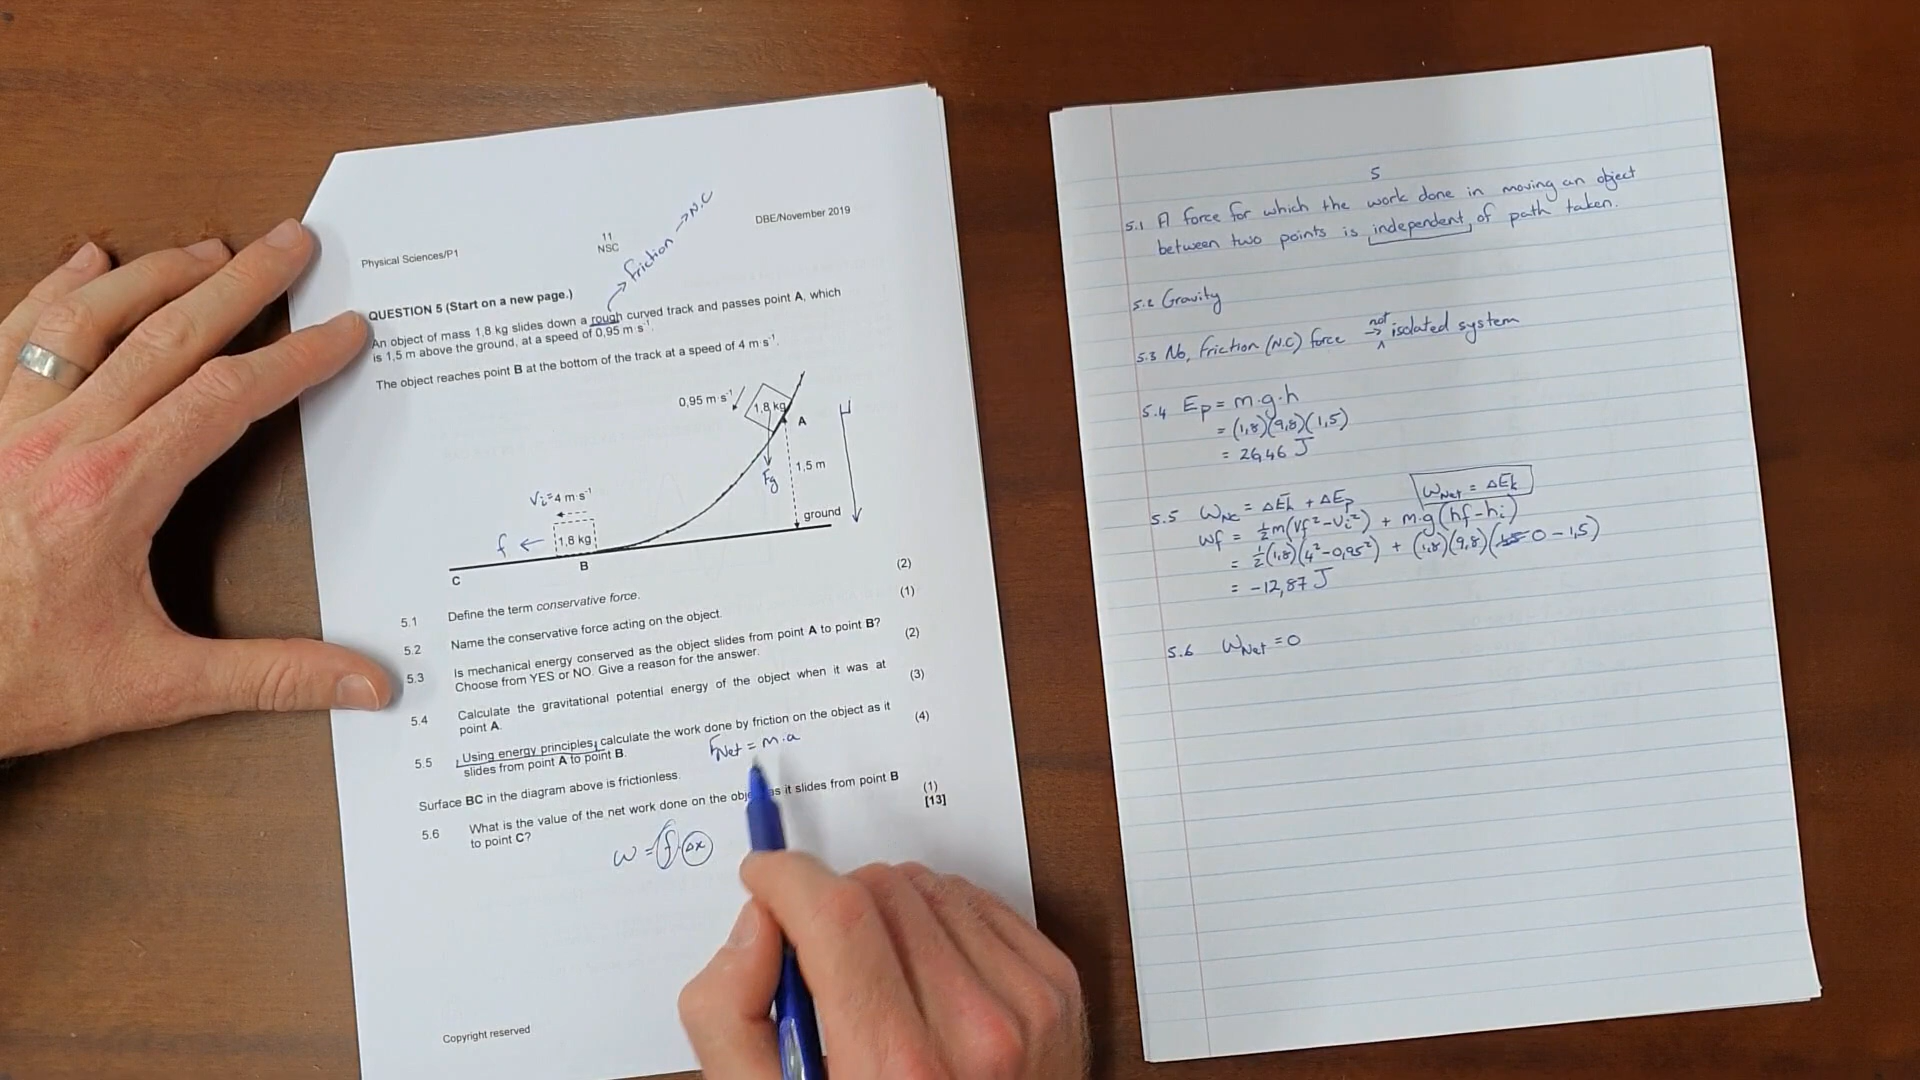 Physical Sciences/P1
11
NSC
DBE/November 2019
friction → N.C
QUESTION 5 (Start on a new page.)
An object of mass 1,8 kg slides down a rough curved track and passes point A, which
is 1,5 m above the ground, at a speed of 0,95 m·s⁻¹.
The object reaches point B at the bottom of the track at a speed of 4 m·s⁻¹.
0,95 m·s⁻¹
1,8 kg
A
1,5 m
Fg
ground
Vi = 4 m·s⁻¹
f ←
1,8 kg
B
C
5.1 Define the term conservative force. (2)
5.2 Name the conservative force acting on the object. (1)
5.3 Is mechanical energy conserved as the object slides from point A to point B?
Choose from YES or NO. Give a reason for the answer. (2)
5.4 Calculate the gravitational potential energy of the object when it was at
point A. (3)
5.5 Using energy principles, calculate the work done by friction on the object as it
slides from point A to point B. (4)
FNet = m.a
Surface BC in the diagram above is frictionless.
5.6 What is the value of the net work done on the obje as it slides from point B
to point C? (1)
[13]
W = f Δx
Copyright reserved
5
5.1 A force for which the work done in moving an object
between two points is independent of path taken.
5.2 Gravity
5.3 No, friction (N.C) force → not isolated system
5.4 Ep = m.g.h
= (1,8)(9,8)(1,5)
= 26,46 J
5.5 WNC = ΔEk + ΔEp
WNet = ΔEk
Wf = ½m(Vf² - Vi²) + m.g(hf - hi)
= ½(1,8)(4² - 0,95²) + (1,8)(9,8)(0 - 1,5)
= -12,87 J
5.6 WNet = 0